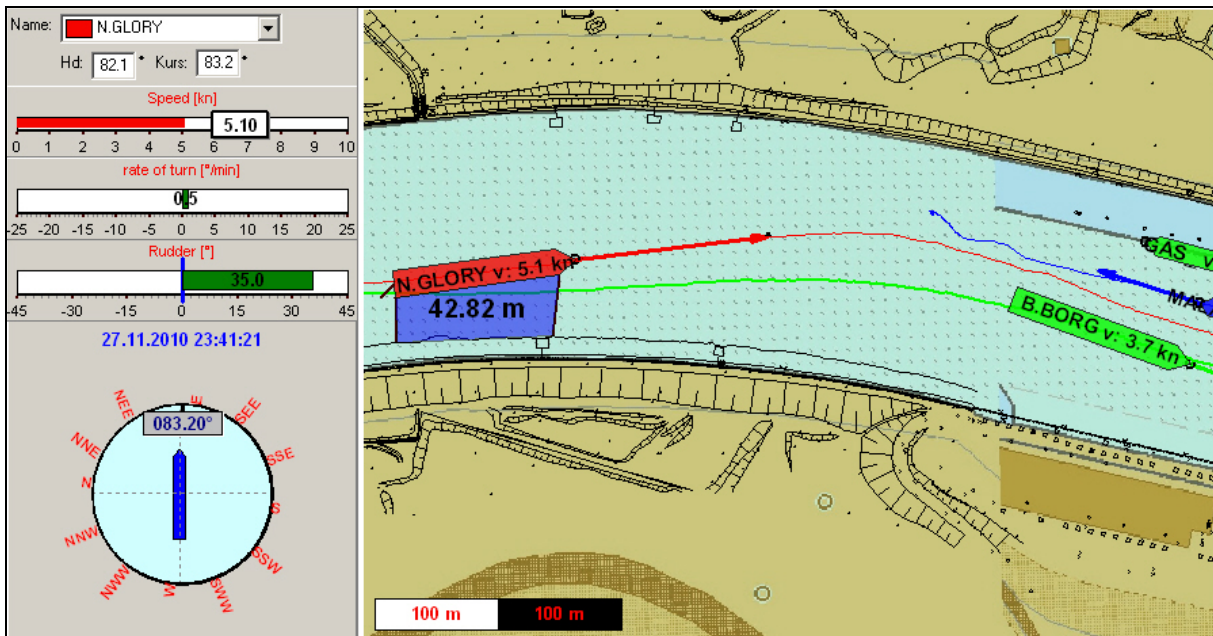 Name: N.GLORY
Hd: 82.1 ° Kurs: 83.2 °
Speed [kn]
5.10
0 1 2 3 4 5 6 7 8 9 10
rate of turn [°/min]
0.5
-25 -20 -15 -10 -5 0 5 10 15 20 25
Rudder [°]
35.0
-45 -30 -15 0 15 30 45
27.11.2010 23:41:21
E
NEE
SEE
083.20°
NNE
SSE
N
S
NNW
SSW
NWW
SWW
W
N.GLORY v: 5.1 kn
42.82 m
GAS v
B.BORG v: 3.7 kn
100 m 100 m